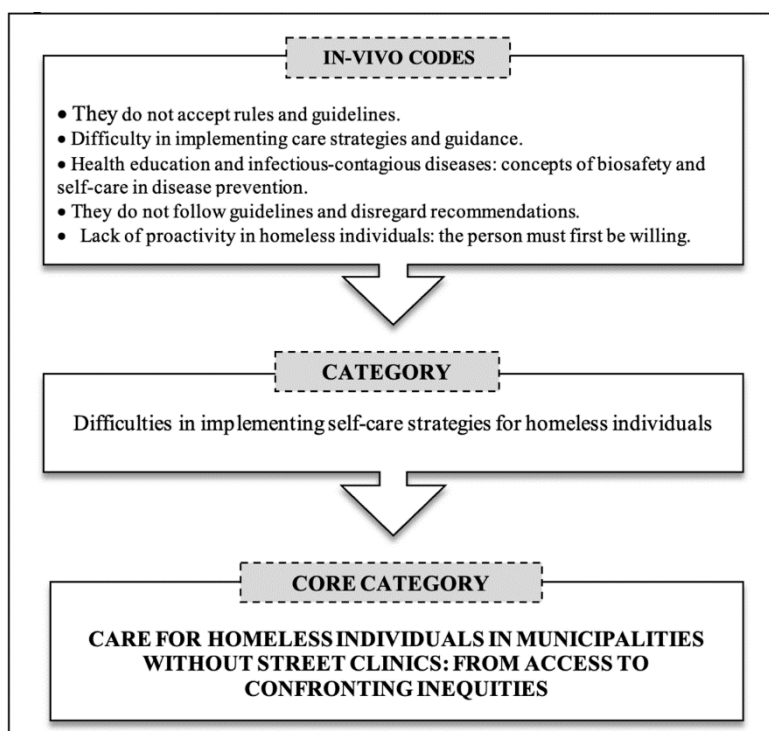 IN-VIVO CODES
• They do not accept rules and guidelines.
• Difficulty in implementing care strategies and guidance.
• Health education and infectious-contagious diseases: concepts of biosafety and
self-care in disease prevention.
• They do not follow guidelines and disregard recommendations.
• Lack of proactivity in homeless individuals: the person must first be willing.
CATEGORY
Difficulties in implementing self-care strategies for homeless individuals
CORE CATEGORY
CARE FOR HOMELESS INDIVIDUALS IN MUNICIPALITIES
WITHOUT STREET CLINICS: FROM ACCESS TO
CONFRONTING INEQUITIES